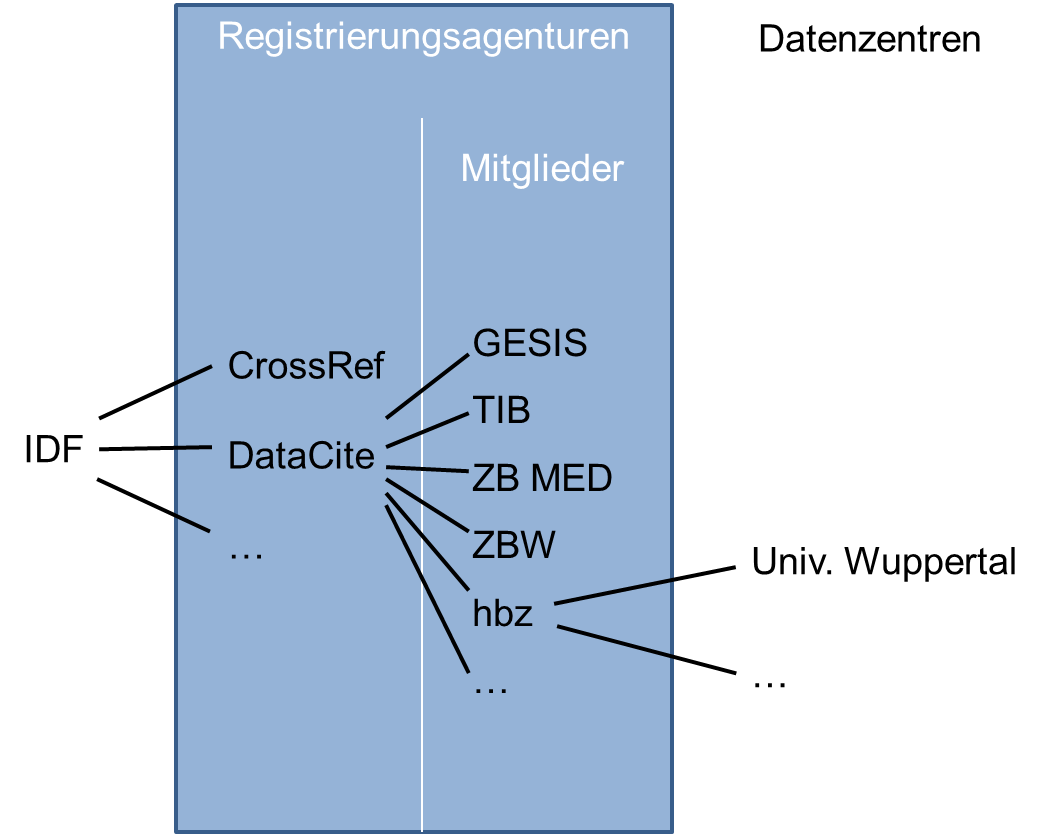 Registrierungsagenturen
Datenzentren
Mitglieder
IDF
CrossRef
DataCite
…
GESIS
TIB
ZB MED
ZBW
hbz
…
Univ. Wuppertal
…